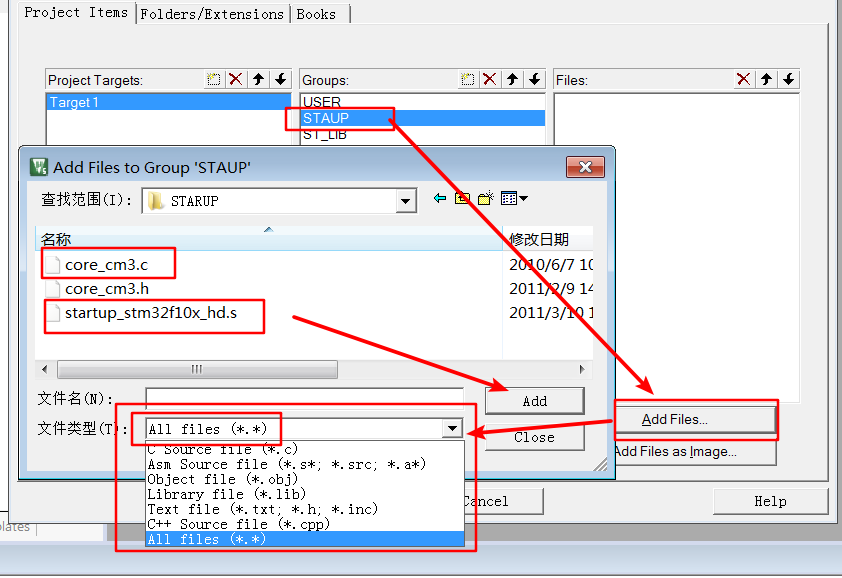 Project Items Folders/Extensions Books
Project Targets: Groups: Files:
Target 1
USER
STAUP
ST_LIB
Add Files to Group 'STAUP'
查找范围(I): STARUP
名称 修改日期
core_cm3.c 2010/6/7 10
core_cm3.h 2011/2/9 14
startup_stm32f10x_hd.s 2011/3/10 1
文件名(N): Add
文件类型(T): All files (*.*) Close
C Source file (*.c)
Asm Source file (*.s*; *.src; *.a*)
Object file (*.obj)
Library file (*.lib)
Text file (*.txt; *.h; *.inc)
C++ Source file (*.cpp)
All files (*.*)
Add Files...
Add Files as Image...
Cancel Help
plates